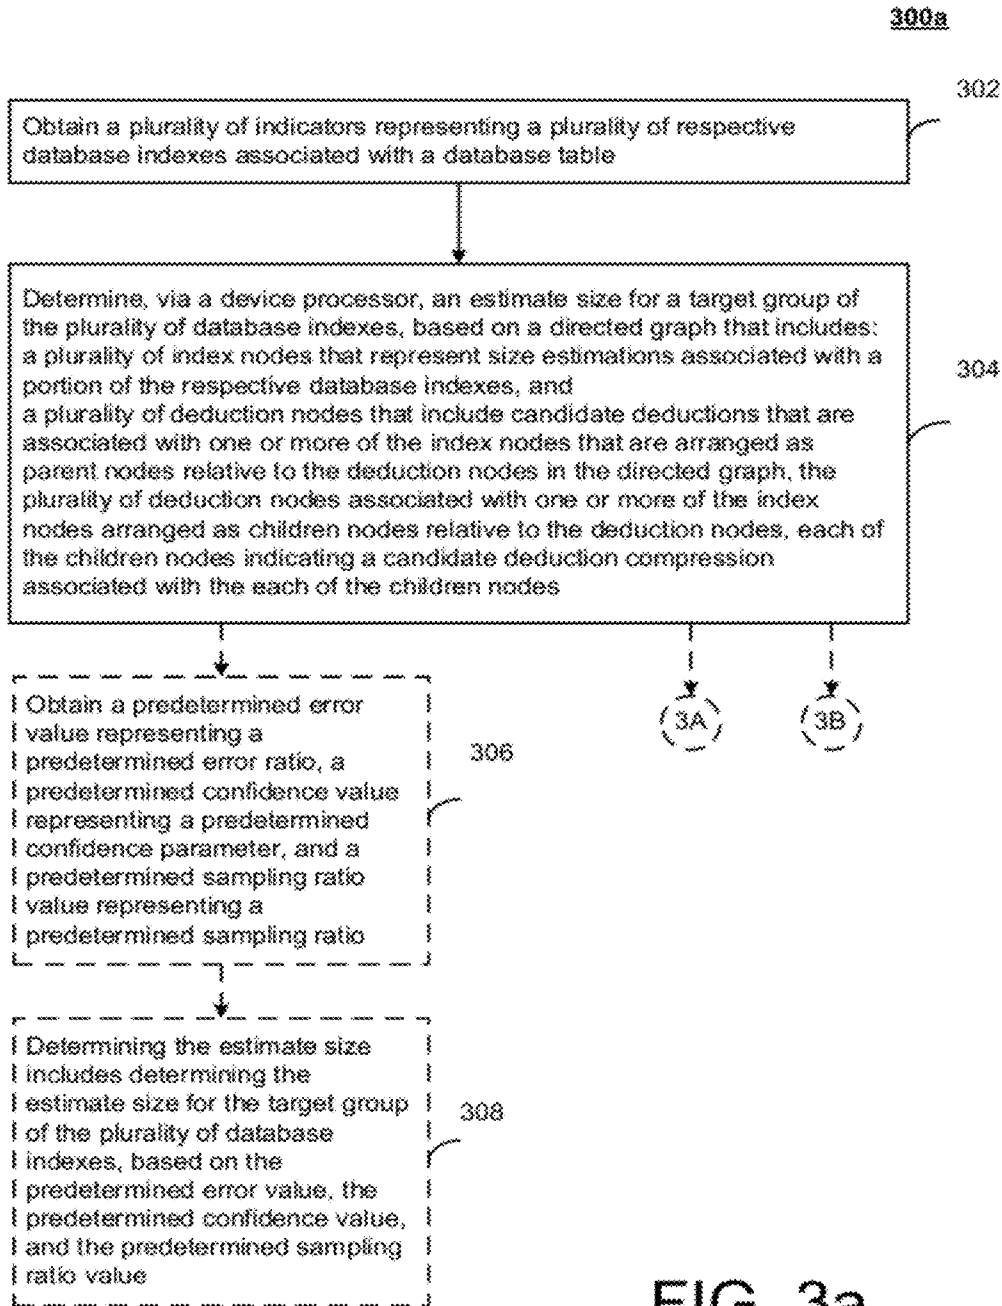 300a
302
Obtain a plurality of indicators representing a plurality of respective
database indexes associated with a database table
304
Determine, via a device processor, an estimate size for a target group of
the plurality of database indexes, based on a directed graph that includes:
a plurality of index nodes that represent size estimations associated with a
portion of the respective database indexes, and
a plurality of deduction nodes that include candidate deductions that are
associated with one or more of the index nodes that are arranged as
parent nodes relative to the deduction nodes in the directed graph, the
plurality of deduction nodes associated with one or more of the index
nodes arranged as children nodes relative to the deduction nodes, each of
the children nodes indicating a candidate deduction compression
associated with the each of the children nodes
3A
3B
306
Obtain a predetermined error
value representing a
predetermined error ratio, a
predetermined confidence value
representing a predetermined
confidence parameter, and a
predetermined sampling ratio
value representing a
predetermined sampling ratio
308
Determining the estimate size
includes determining the
estimate size for the target group
of the plurality of database
indexes, based on the
predetermined error value, the
predetermined confidence value,
and the predetermined sampling
ratio value
FIG. 3a